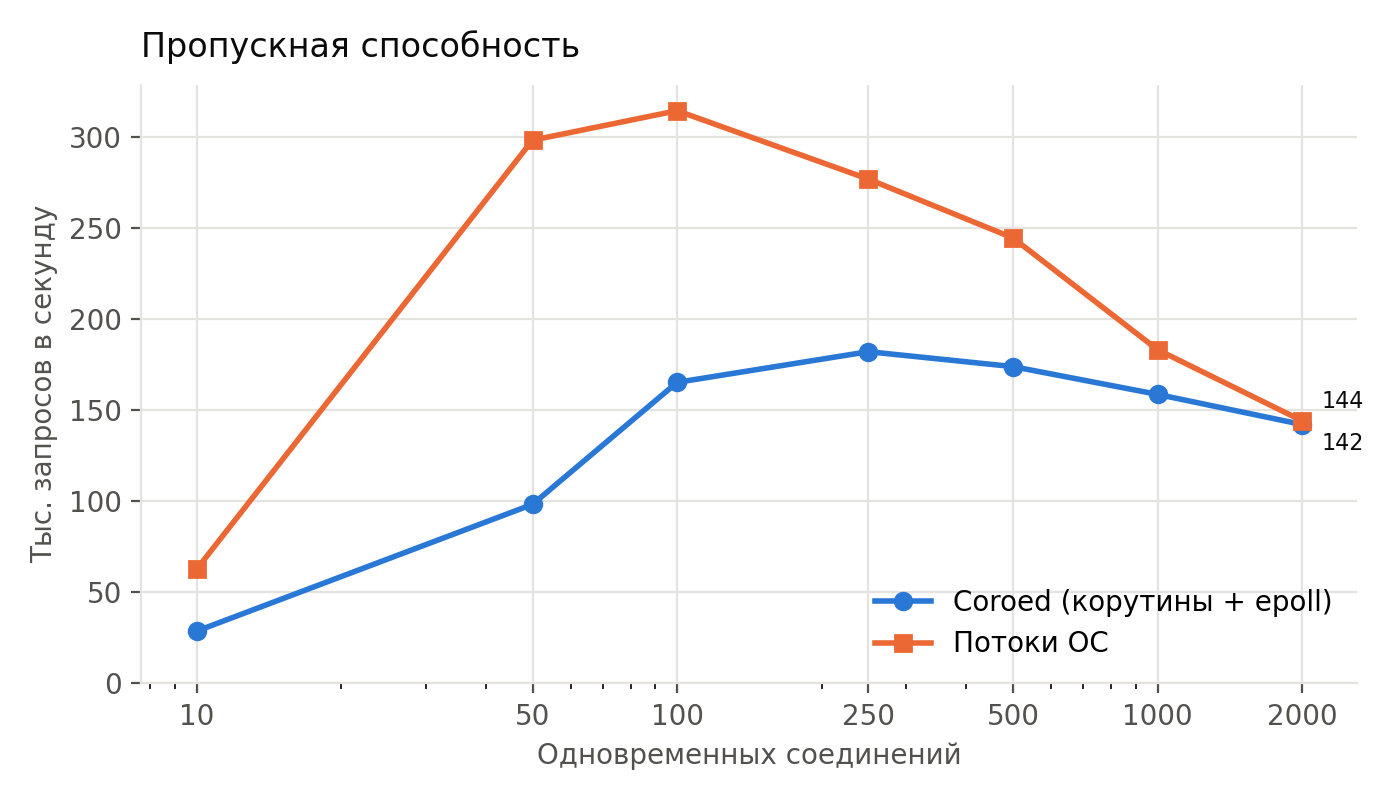 Пропускная способность
Тыс. запросов в секунду
300
250
200
150
100
50
0
144
142
Coroed (корутины + epoll)
Потоки ОС
10 50 100 250 500 1000 2000
Одновременных соединений